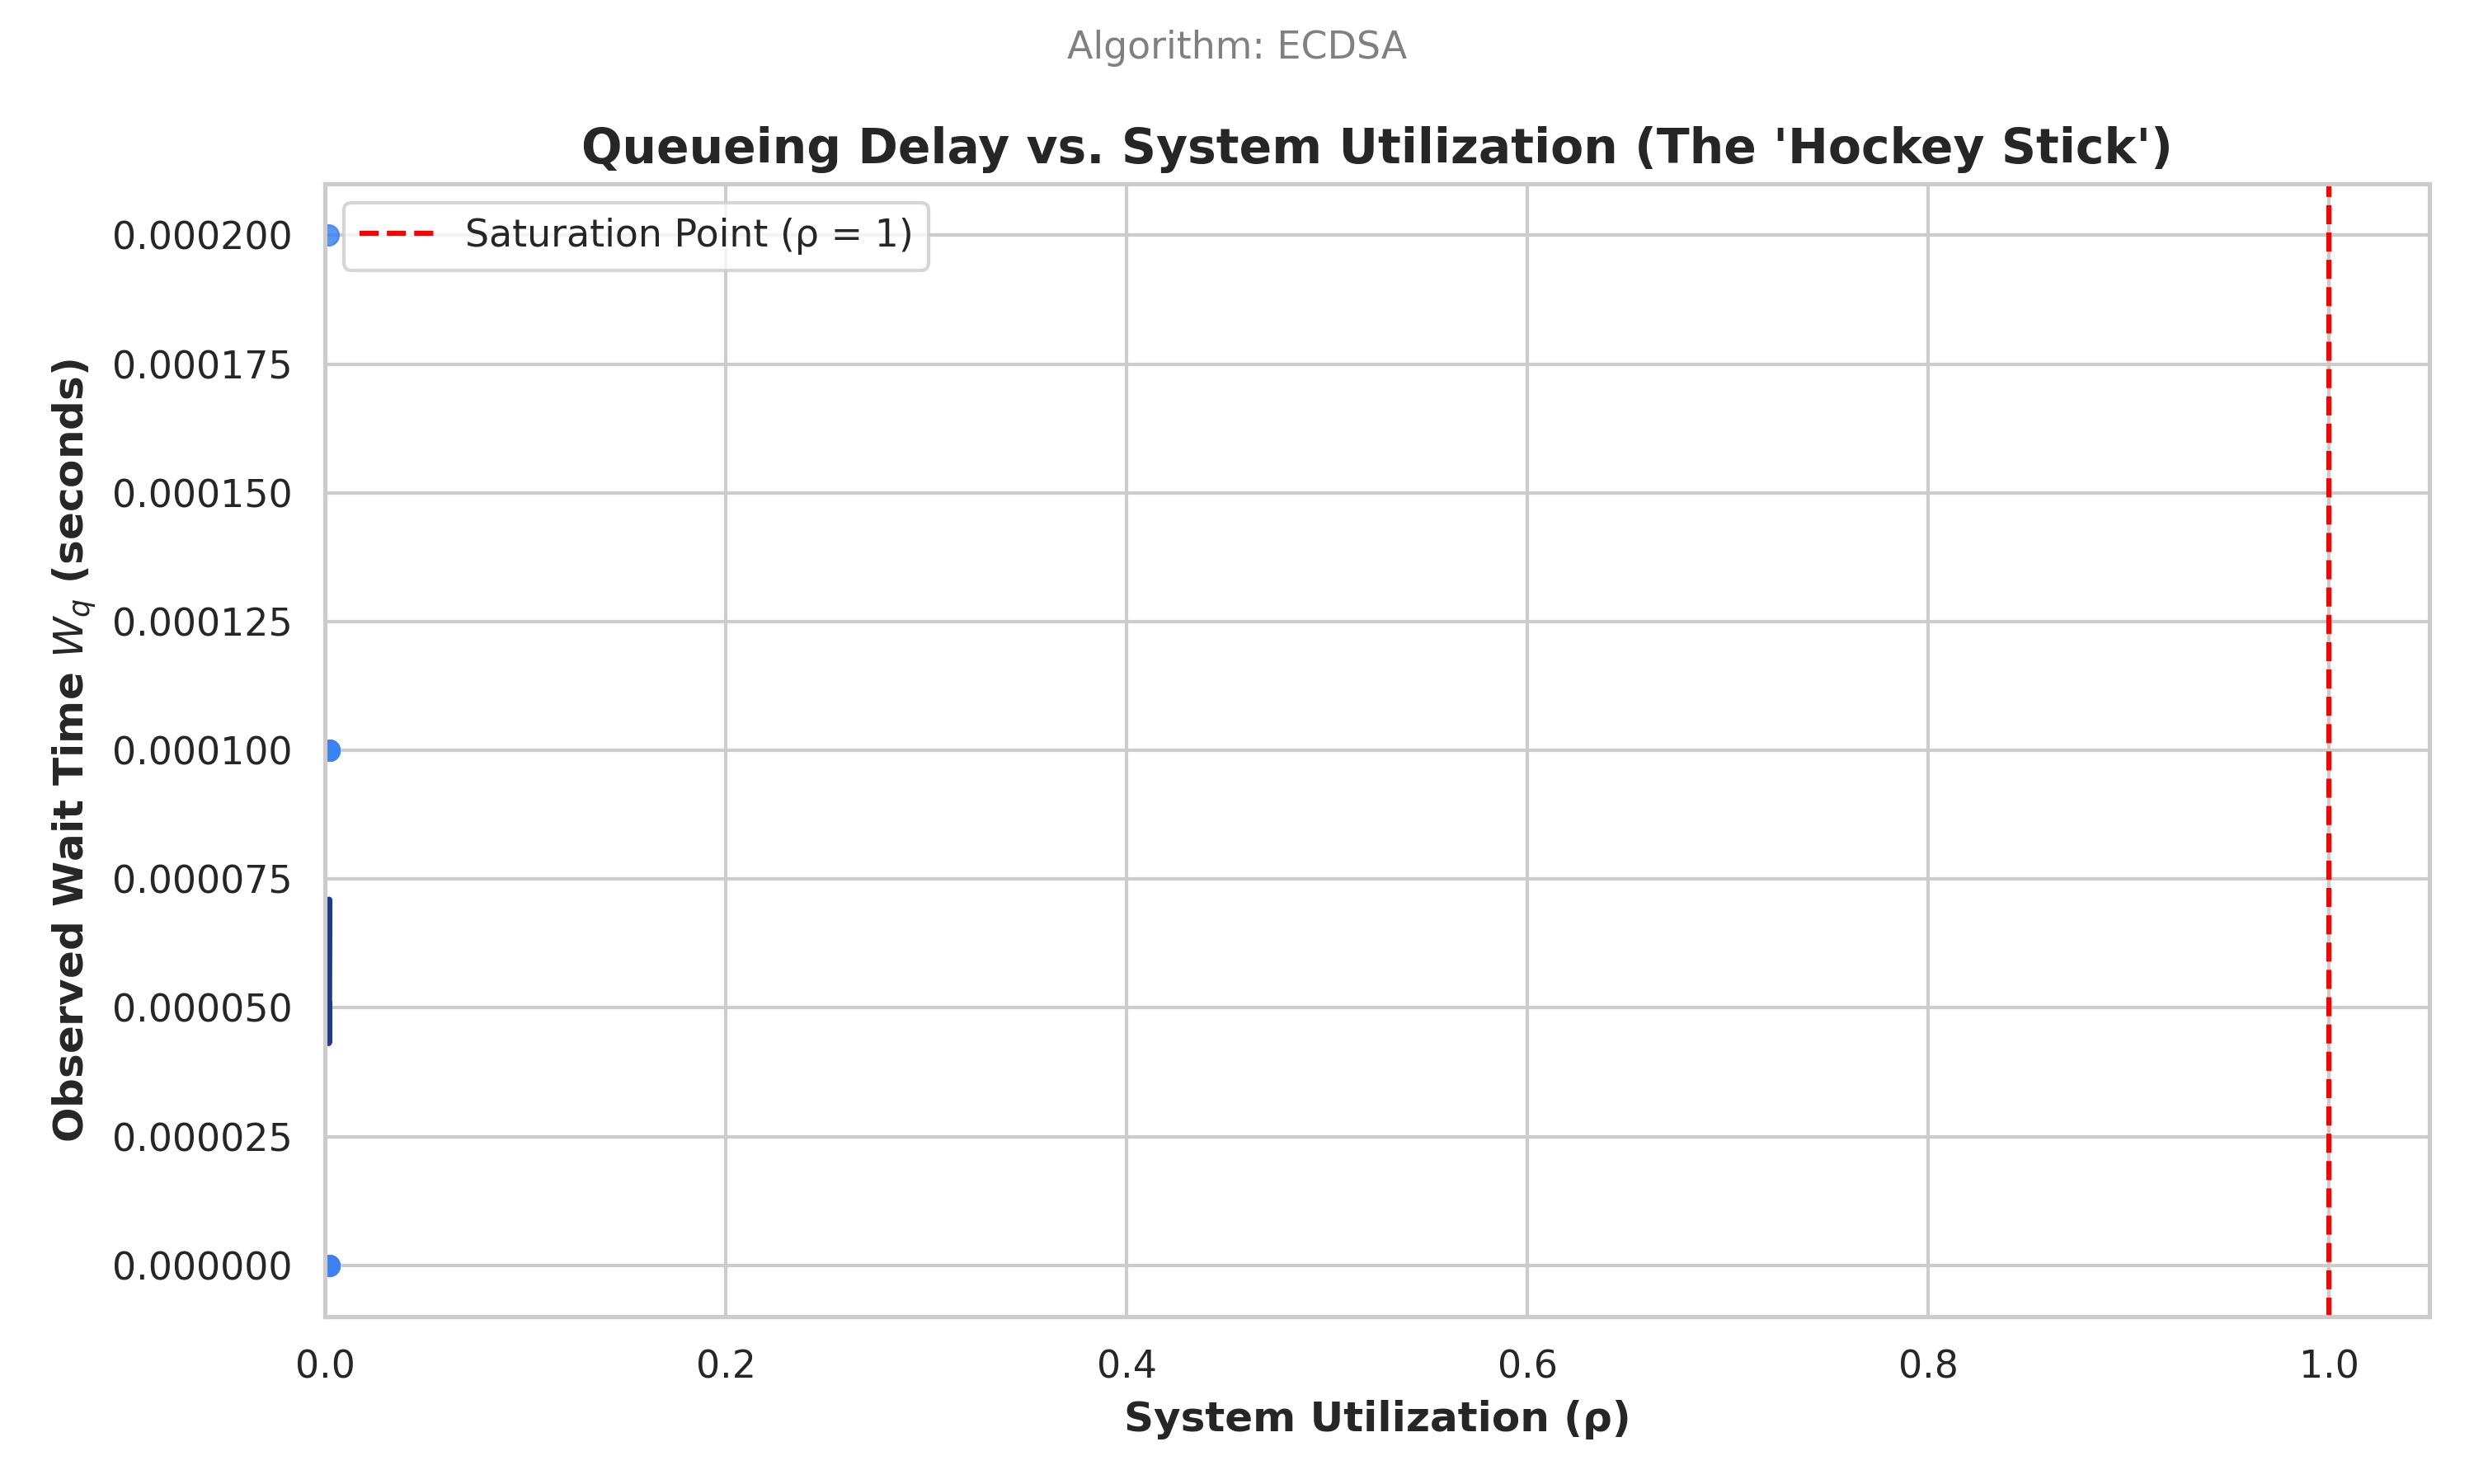 Algorithm: ECDSA
Queueing Delay vs. System Utilization (The 'Hockey Stick')
Saturation Point (ρ = 1)
Observed Wait Time W_q (seconds)
0.000200
0.000175
0.000150
0.000125
0.000100
0.000075
0.000050
0.000025
0.000000
0.0 0.2 0.4 0.6 0.8 1.0
System Utilization (ρ)